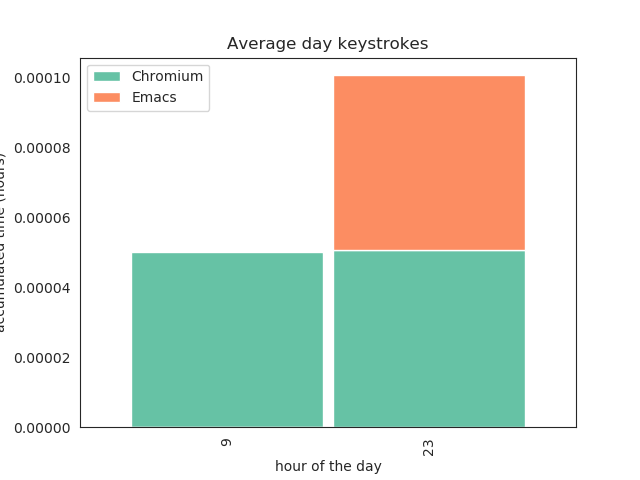 Average day keystrokes
Chromium
Emacs
0.00010
0.00008
0.00006
0.00004
0.00002
0.00000
accumulated time (hours)
9
23
hour of the day